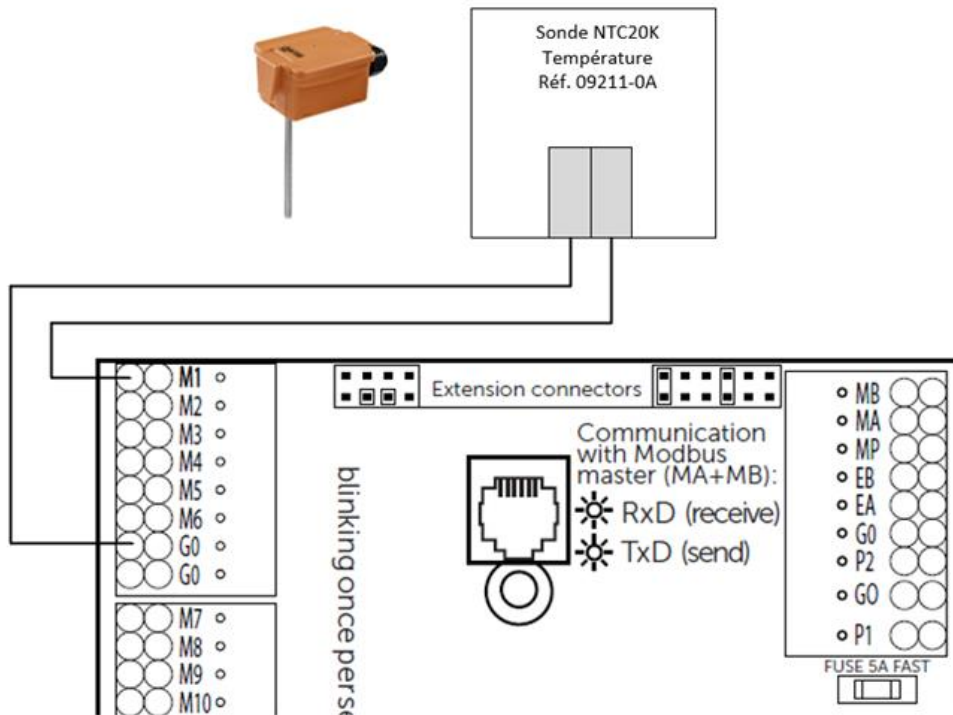 Sonde NTC20K
Température
Réf. 09211-0A
M1
M2
M3
M4
M5
M6
G0
G0
M7
M8
M9
M10
Extension connectors
blinking once per se
Communication
with Modbus
master (MA+MB):
RxD (receive)
TxD (send)
MB
MA
MP
EB
EA
G0
P2
GO
P1
FUSE 5A FAST